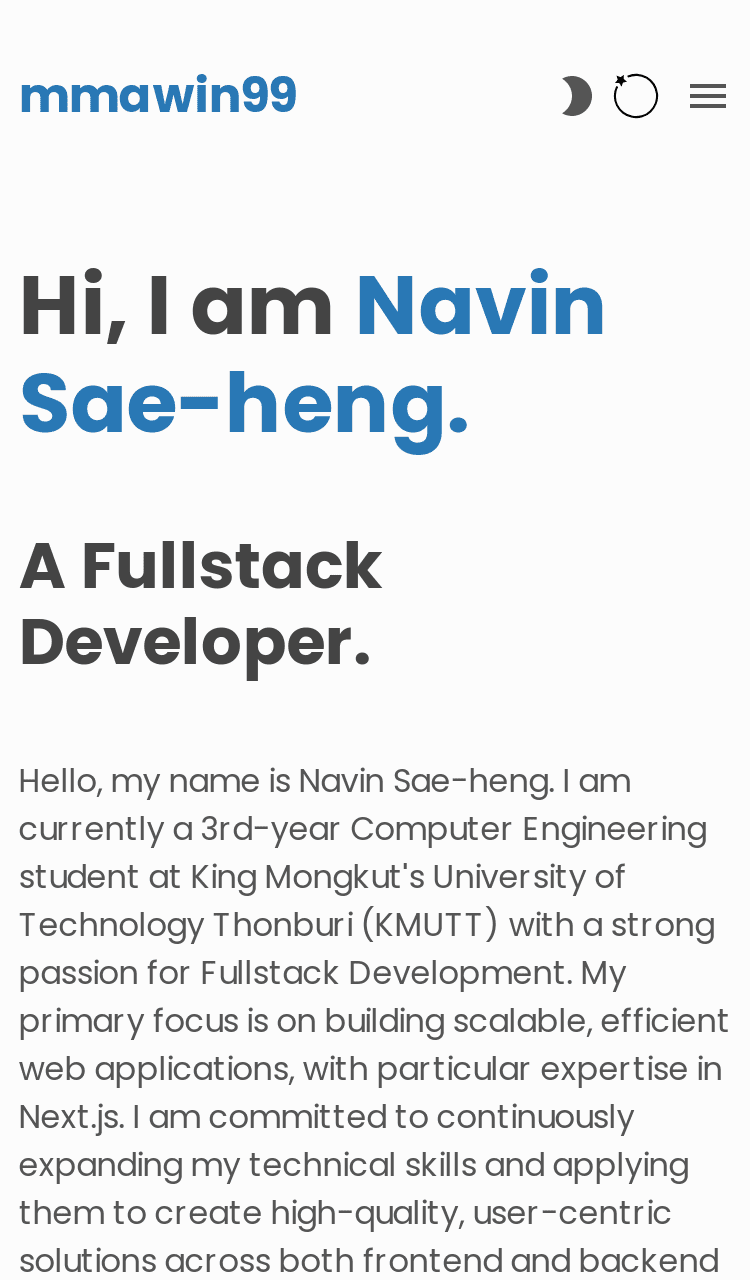 mmawin99
Hi, I am Navin
Sae-heng.
A Fullstack
Developer.
Hello, my name is Navin Sae-heng. I am
currently a 3rd-year Computer Engineering
student at King Mongkut's University of
Technology Thonburi (KMUTT) with a strong
passion for Fullstack Development. My
primary focus is on building scalable, efficient
web applications, with particular expertise in
Next.js. I am committed to continuously
expanding my technical skills and applying
them to create high-quality, user-centric
solutions across both frontend and backend